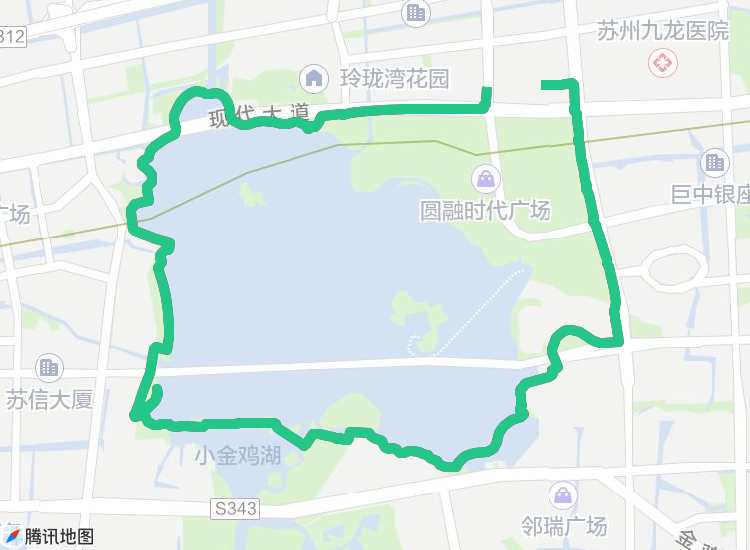 312
苏州九龙医院
玲珑湾花园
现代大道
巨中银座
圆融时代广场
广场
苏信大厦
小金鸡湖
S343
邻瑞广场
腾讯地图